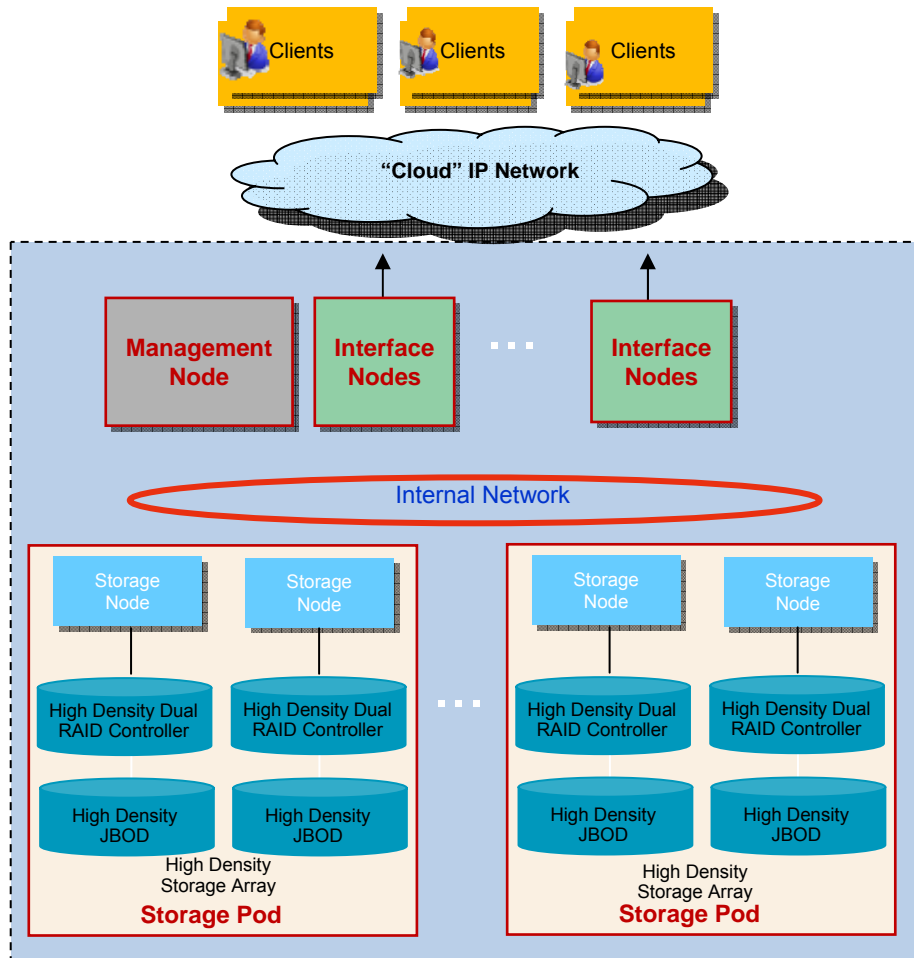 Clients
Clients
Clients
“Cloud” IP Network
Management
Node
Interface
Nodes
Interface
Nodes
Internal Network
Storage
Node
Storage
Node
High Density Dual
RAID Controller
High Density Dual
RAID Controller
High Density
JBOD
High Density
JBOD
High Density
Storage Array
Storage Pod
Storage
Node
Storage
Node
High Density Dual
RAID Controller
High Density Dual
RAID Controller
High Density
JBOD
High Density
JBOD
High Density
Storage Array
Storage Pod